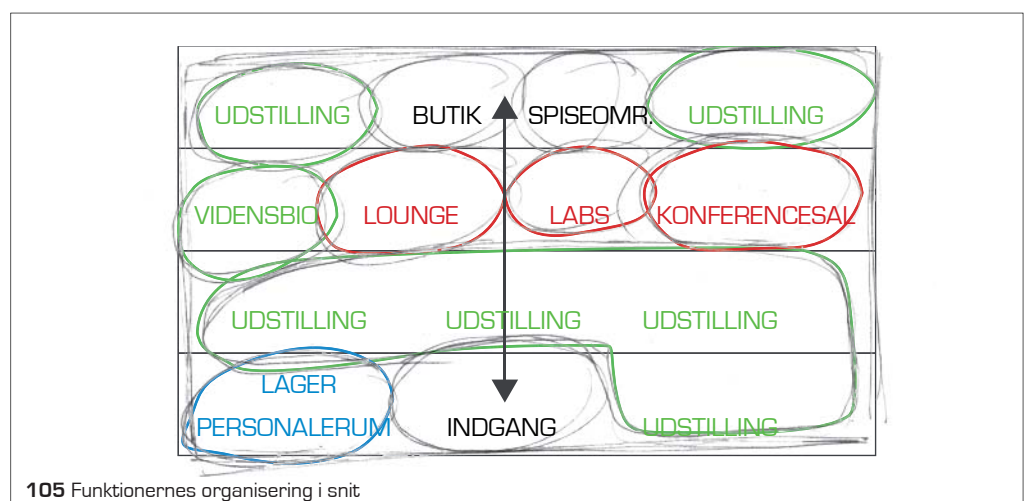 UDSTILLING BUTIK SPISEOMR. UDSTILLING
VIDENSBIO LOUNGE LABS KONFERENCESAL
UDSTILLING UDSTILLING UDSTILLING
LAGER
PERSONALERUM INDGANG UDSTILLING
105 Funktionernes organisering i snit